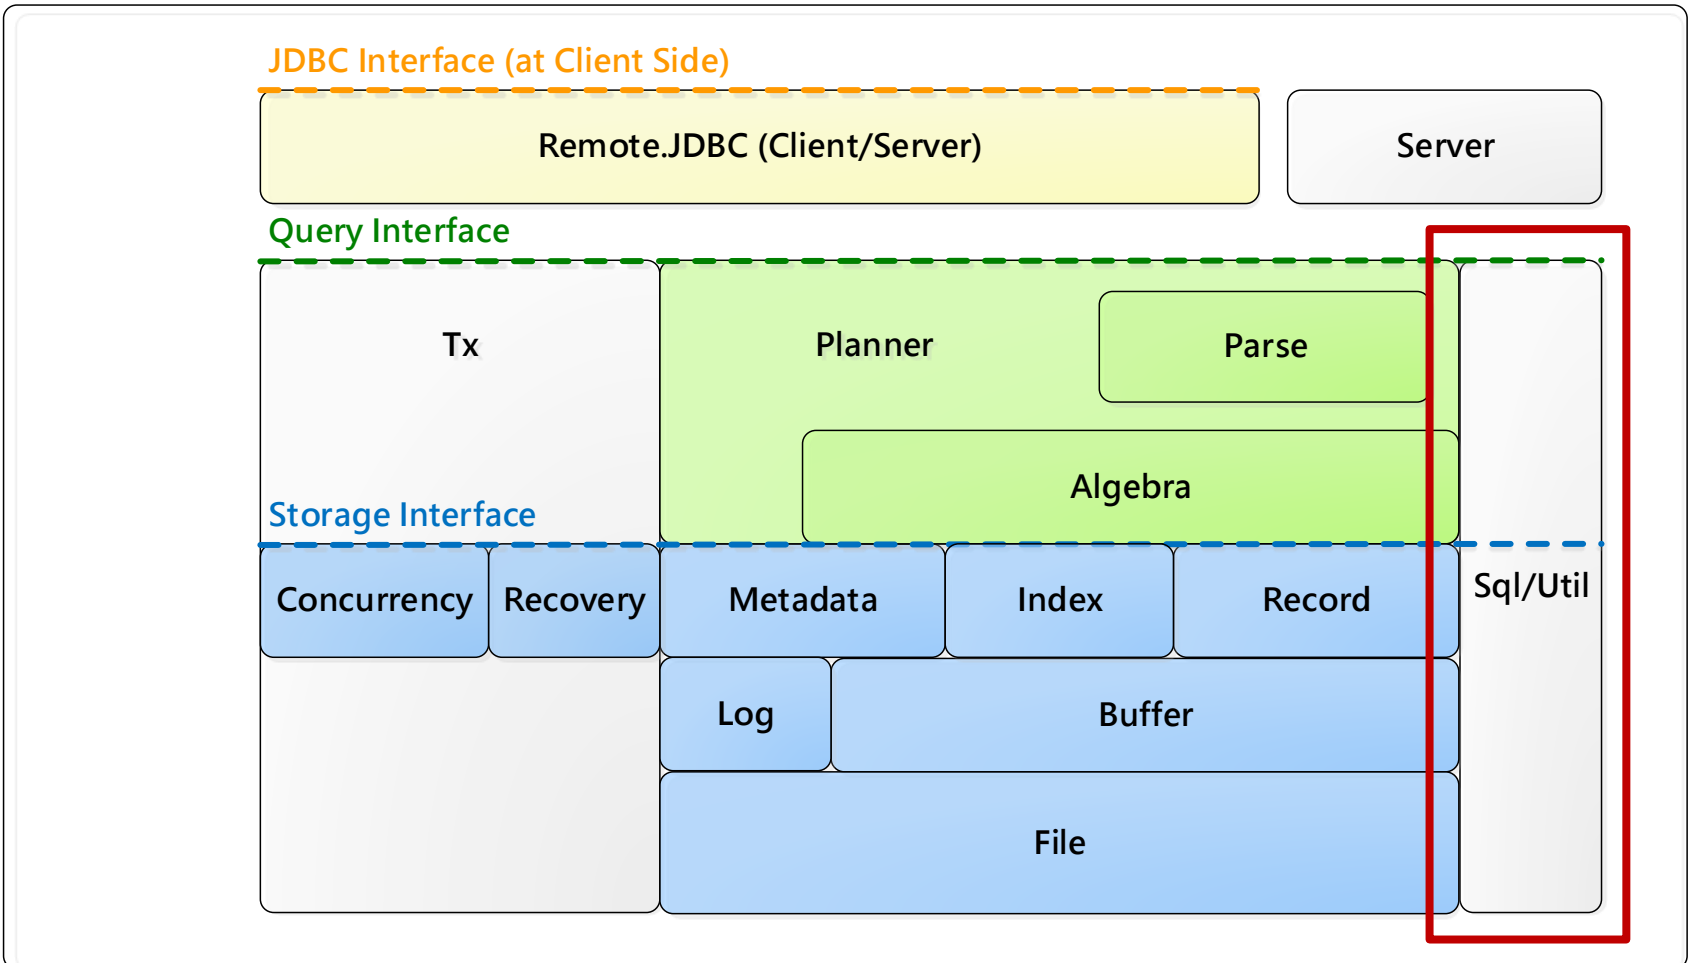 JDBC Interface (at Client Side)
Remote.JDBC (Client/Server)
Server
Query Interface
Tx
Planner
Parse
Algebra
Storage Interface
Concurrency
Recovery
Metadata
Index
Record
Sql/Util
Log
Buffer
File